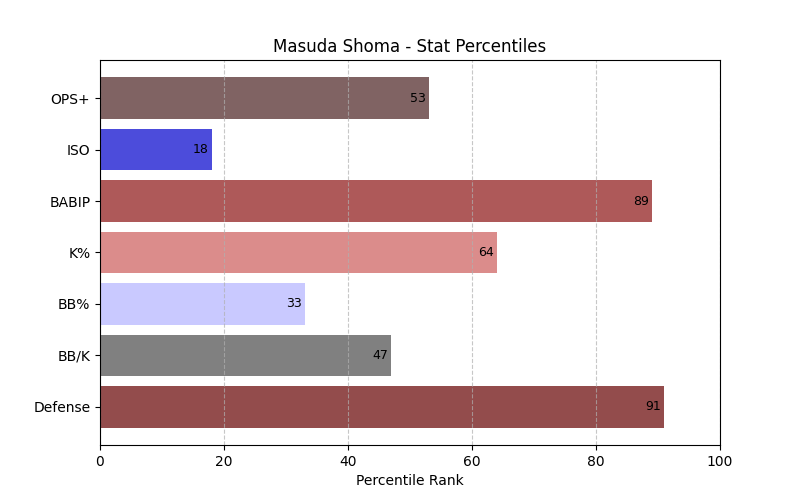 Masuda Shoma - Stat Percentiles
OPS+ 53
ISO 18
BABIP 89
K% 64
BB% 33
BB/K 47
Defense 91
0 20 40 60 80 100
Percentile Rank